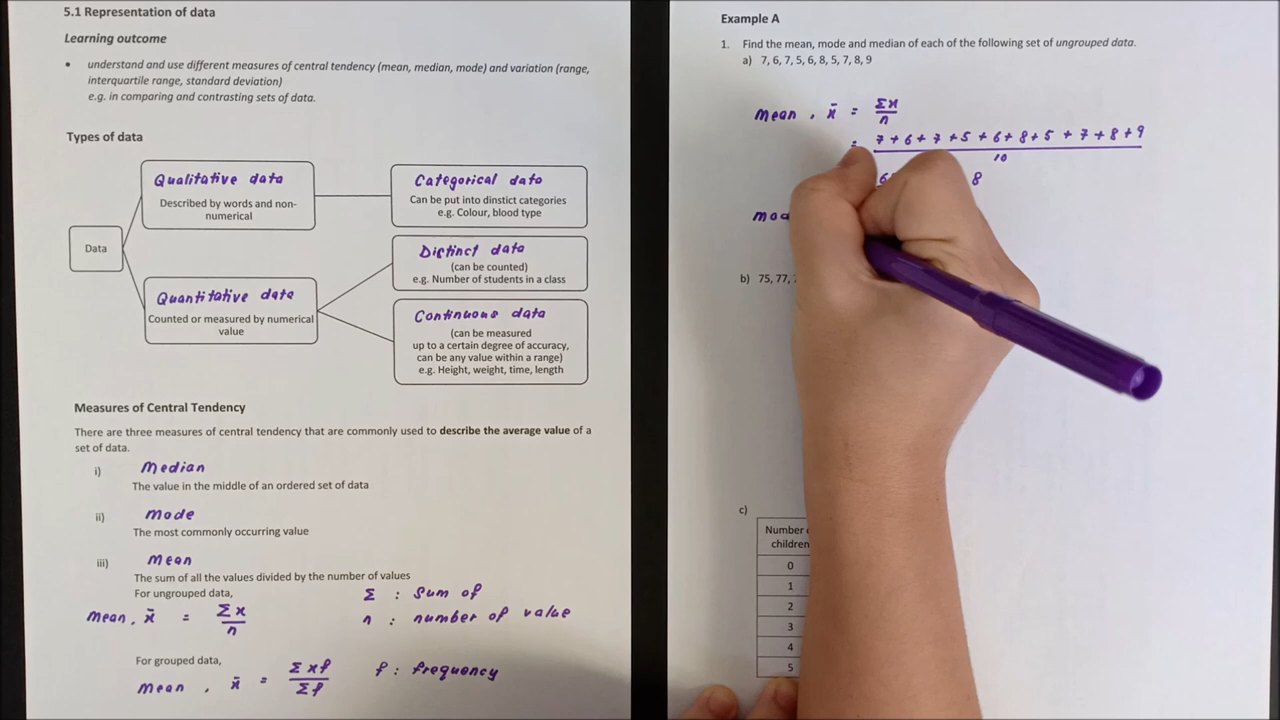 5.1 Representation of data
Learning outcome
• understand and use different measures of central tendency (mean, median, mode) and variation (range,
interquartile range, standard deviation)
e.g. in comparing and contrasting sets of data.
Types of data
Data
Qualitative data
Described by words and non-
numerical
Categorical data
Can be put into dinstict categories
e.g. Colour, blood type
Quantitative data
Counted or measured by numerical
value
Distinct data
(can be counted)
e.g. Number of students in a class
Continuous data
(can be measured
up to a certain degree of accuracy,
can be any value within a range)
e.g. Height, weight, time, length
Measures of Central Tendency
There are three measures of central tendency that are commonly used to describe the average value of a
set of data.
i) Median
The value in the middle of an ordered set of data
ii) mode
The most commonly occurring value
iii) mean
The sum of all the values divided by the number of values
For ungrouped data,
mean, x̄ = Σx/n
Σ : sum of
n : number of value
For grouped data,
mean, x̄ = Σxf/Σf
f : frequency
Example A
1. Find the mean, mode and median of each of the following set of ungrouped data.
a) 7, 6, 7, 5, 6, 8, 5, 7, 8, 9
mean, x̄ = Σx/n
= 7+6+7+5+6+8+5+7+8+9
10
8
b) 75, 77,
c)
Number
children
0
1
2
3
4
5